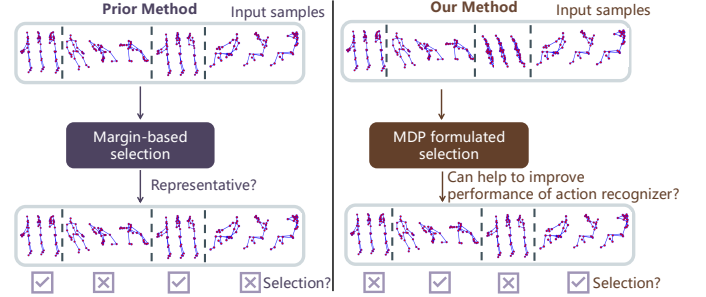 Prior Method
Input samples
Margin-based
selection
Representative?
Selection?
Our Method
Input samples
MDP formulated
selection
Can help to improve
performance of action recognizer?
Selection?